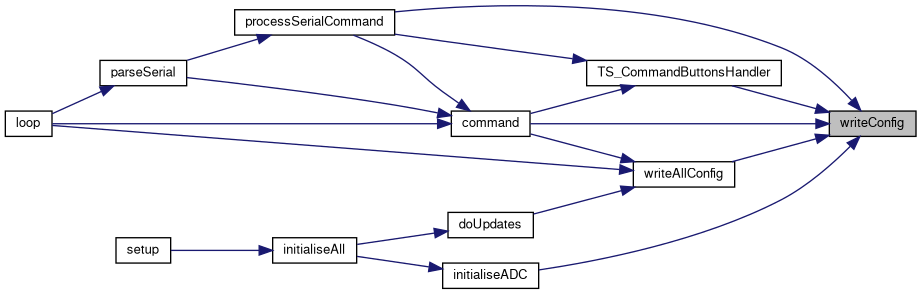 processSerialCommand
parseSerial
TS_CommandButtonsHandler
loop
command
writeConfig
writeAllConfig
doUpdates
setup
initialiseAll
initialiseADC